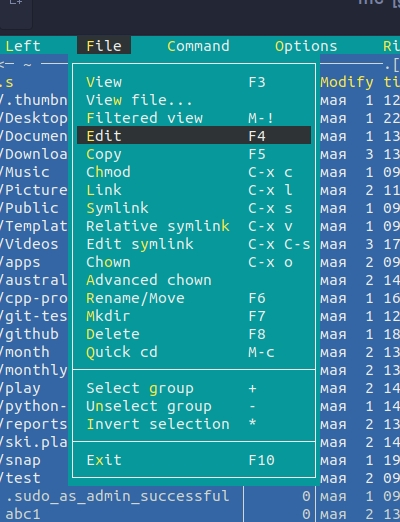 Left File Command Options Ri
<─ ~ .[
.s Modify ti
/.thumbn View F3 мая 1 12
/Desktop View file... мая 1 22
/Documen Filtered view M-! мая 1 13
/Downloa Edit F4 мая 3 13
/Music Copy F5 мая 1 09
/Picture Chmod C-x c мая 2 11
/Public Link C-x l мая 1 09
/Templat Symlink C-x s мая 1 09
/Videos Relative symlink C-x v мая 3 17
/apps Edit symlink C-x C-s мая 2 09
/austral Chown C-x o мая 2 14
/cpp-pro Advanced chown мая 1 16
/git-tes Rename/Move F6 мая 1 12
/github Mkdir F7 мая 1 18
/month Delete F8 мая 2 13
/monthly Quick cd M-c мая 2 13
/play Select group + мая 2 14
/python- Unselect group - мая 1 14
/reports Invert selection * мая 2 13
/ski.pla мая 2 14
/snap Exit F10 мая 1 09
/test мая 2 09
.sudo_as_admin_successful 0 мая 1 09
abc1 0 мая 2 13